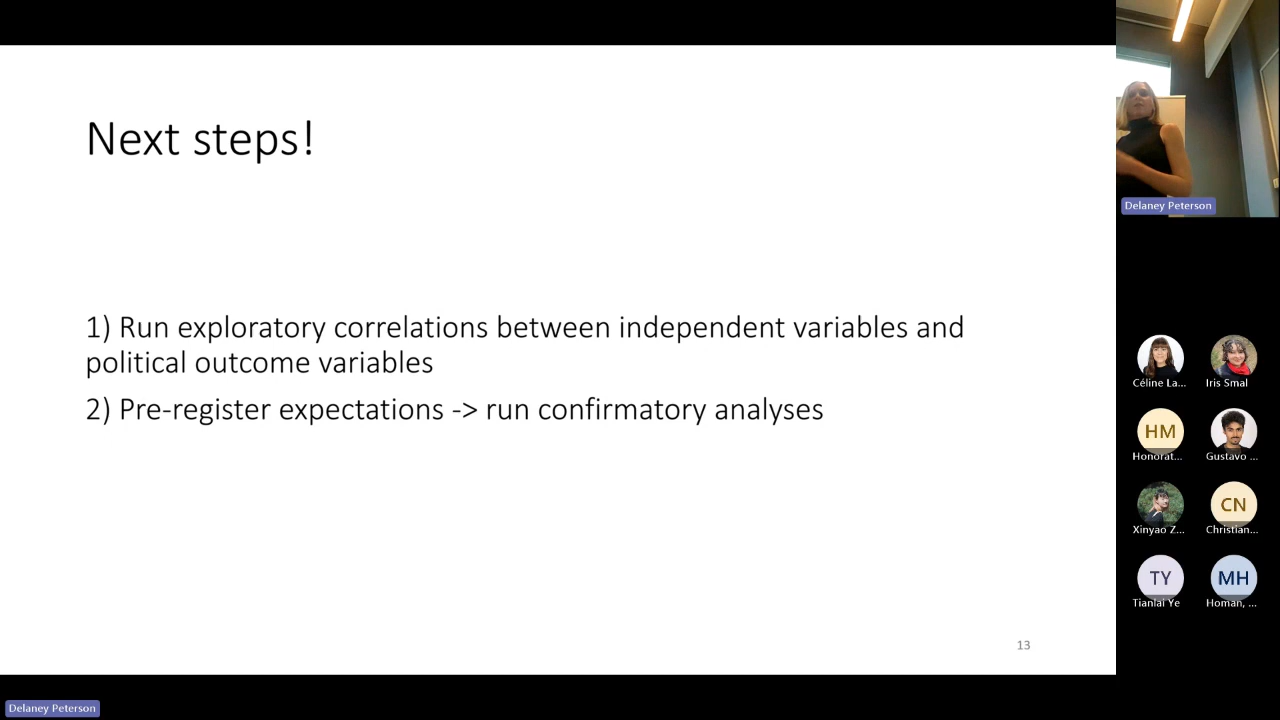 Next steps!
1) Run exploratory correlations between independent variables and
political outcome variables
2) Pre-register expectations -> run confirmatory analyses
13
Delaney Peterson
Céline La...
Iris Smal
HM
Honorat...
Gustavo ...
Xinyao Z...
CN
Christian...
TY
Tianlai Ye
MH
Homan, ...
Delaney Peterson